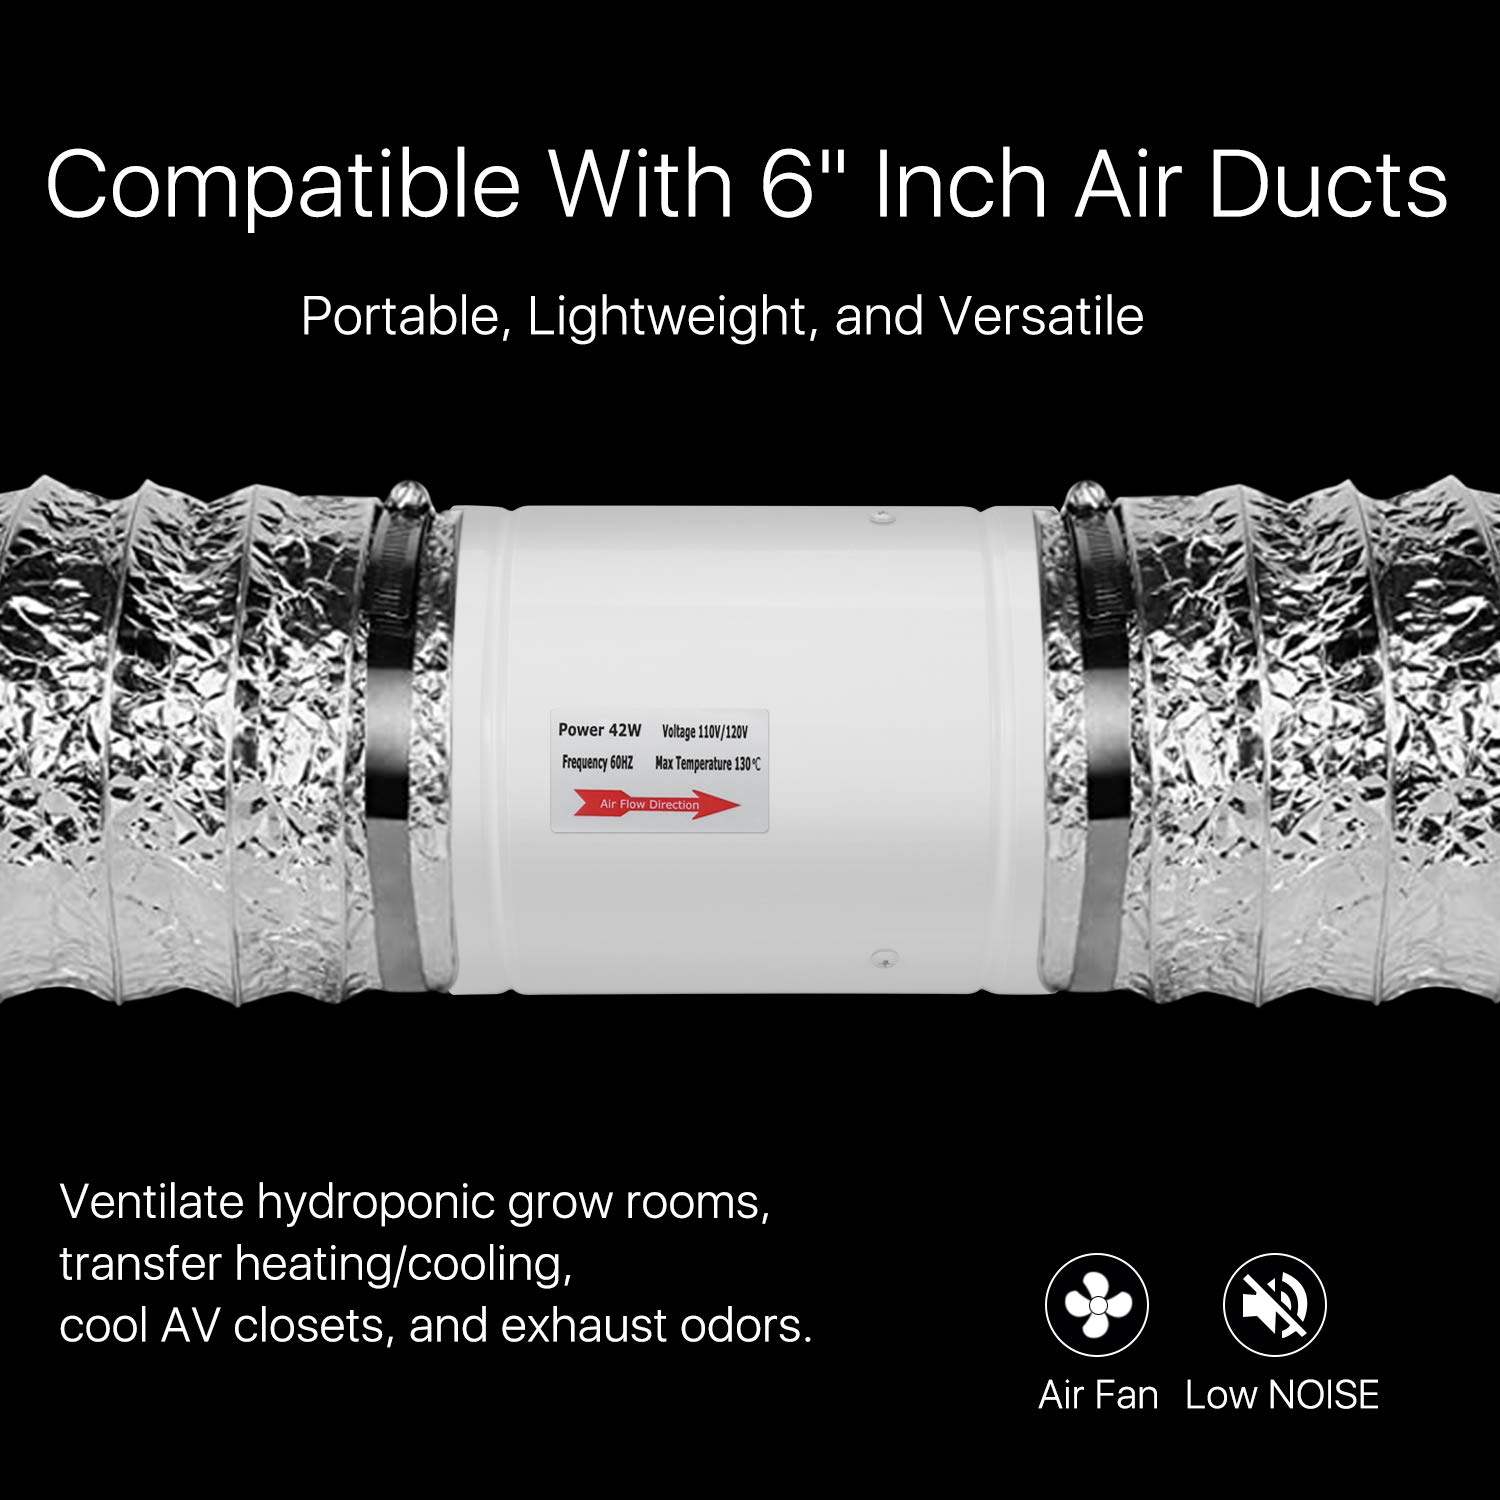 Compatible With 6" Inch Air Ducts
Portable, Lightweight, and Versatile
Power 42W Voltage 110V/120V
Frequency 60HZ Max Temperature 130℃
Air Flow Direction
Ventilate hydroponic grow rooms,
transfer heating/cooling,
cool AV closets, and exhaust odors.
Air Fan Low NOISE